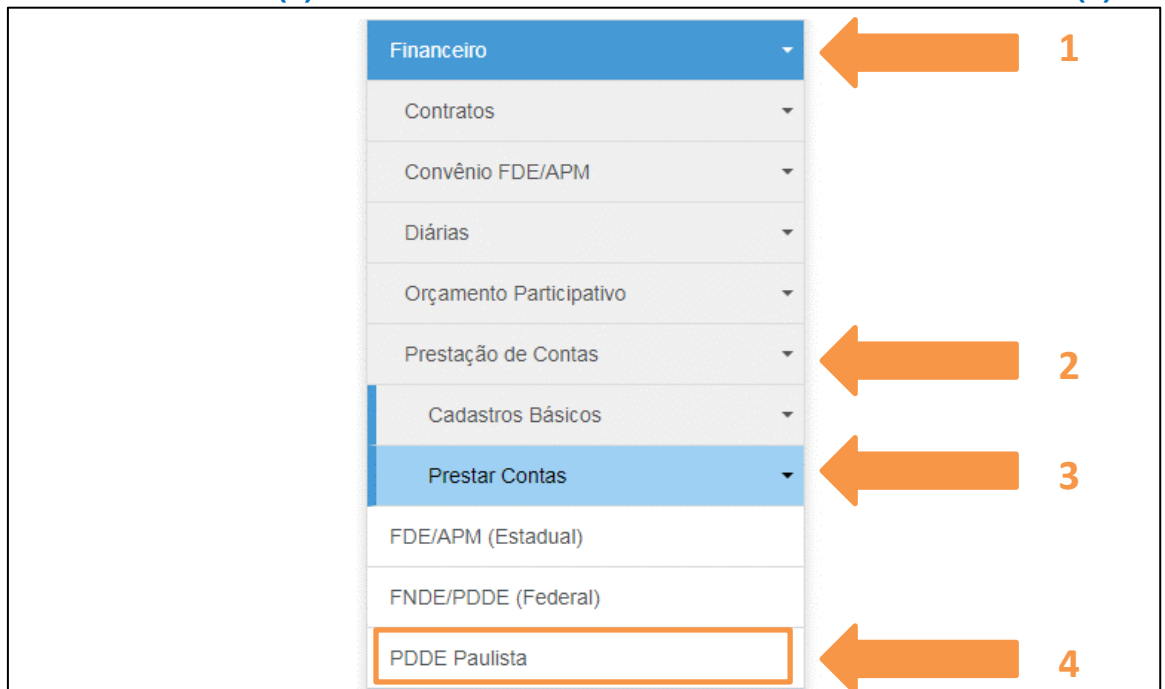 Financeiro 1
Contratos
Convênio FDE/APM
Diárias
Orçamento Participativo
Prestação de Contas 2
Cadastros Básicos
Prestar Contas 3
FDE/APM (Estadual)
FNDE/PDDE (Federal)
PDDE Paulista 4